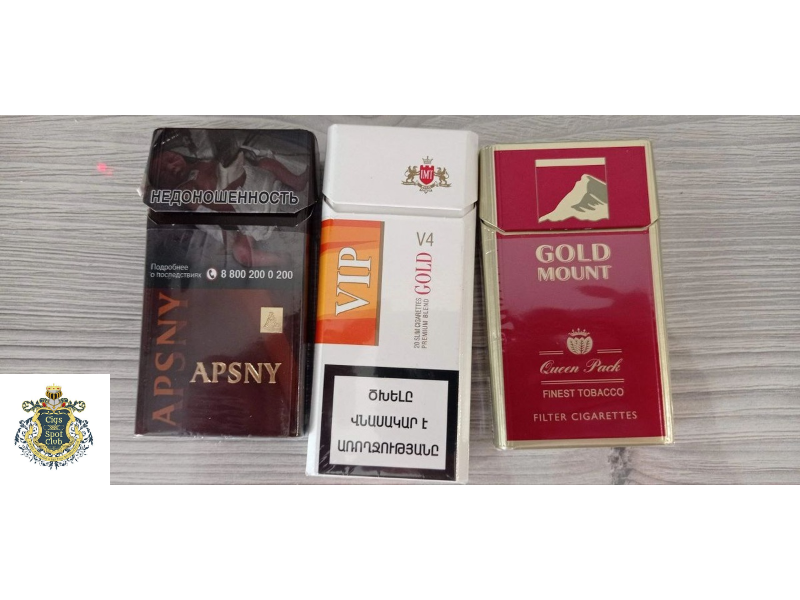 НЕДОНОШЕННОСТЬ
Подробнее
о последствиях 8 800 200 0 200
APSNY
APSNY
IMT
VIP
V4
GOLD
20 SLIM CIGARETTES
PREMIUM BLEND
ԾԽԵԼԸ
ՎՆԱՍԱԿԱՐ Է
ԱՌՈՂՋՈՒԹՅԱՆԸ
GOLD
MOUNT
Queen Pack
FINEST TOBACCO
FILTER CIGARETTES
Cigs
Spot
Club